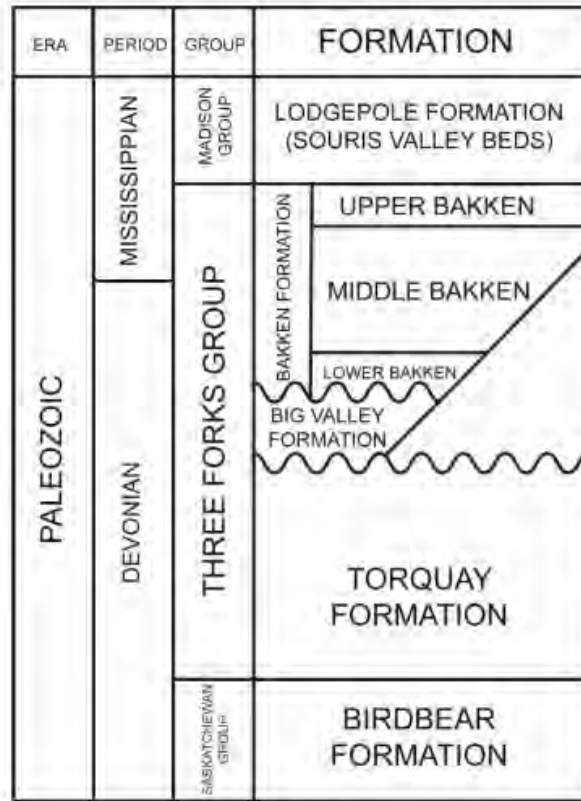 ERA
PERIOD
GROUP
FORMATION
PALEOZOIC
MISSISSIPPIAN
DEVONIAN
MADISON
GROUP
THREE FORKS GROUP
SASKATCHEWAN
GROUP
LODGEPOLE FORMATION
(SOURIS VALLEY BEDS)
BAKKEN FORMATION
UPPER BAKKEN
MIDDLE BAKKEN
LOWER BAKKEN
BIG VALLEY
FORMATION
TORQUAY
FORMATION
BIRDBEAR
FORMATION